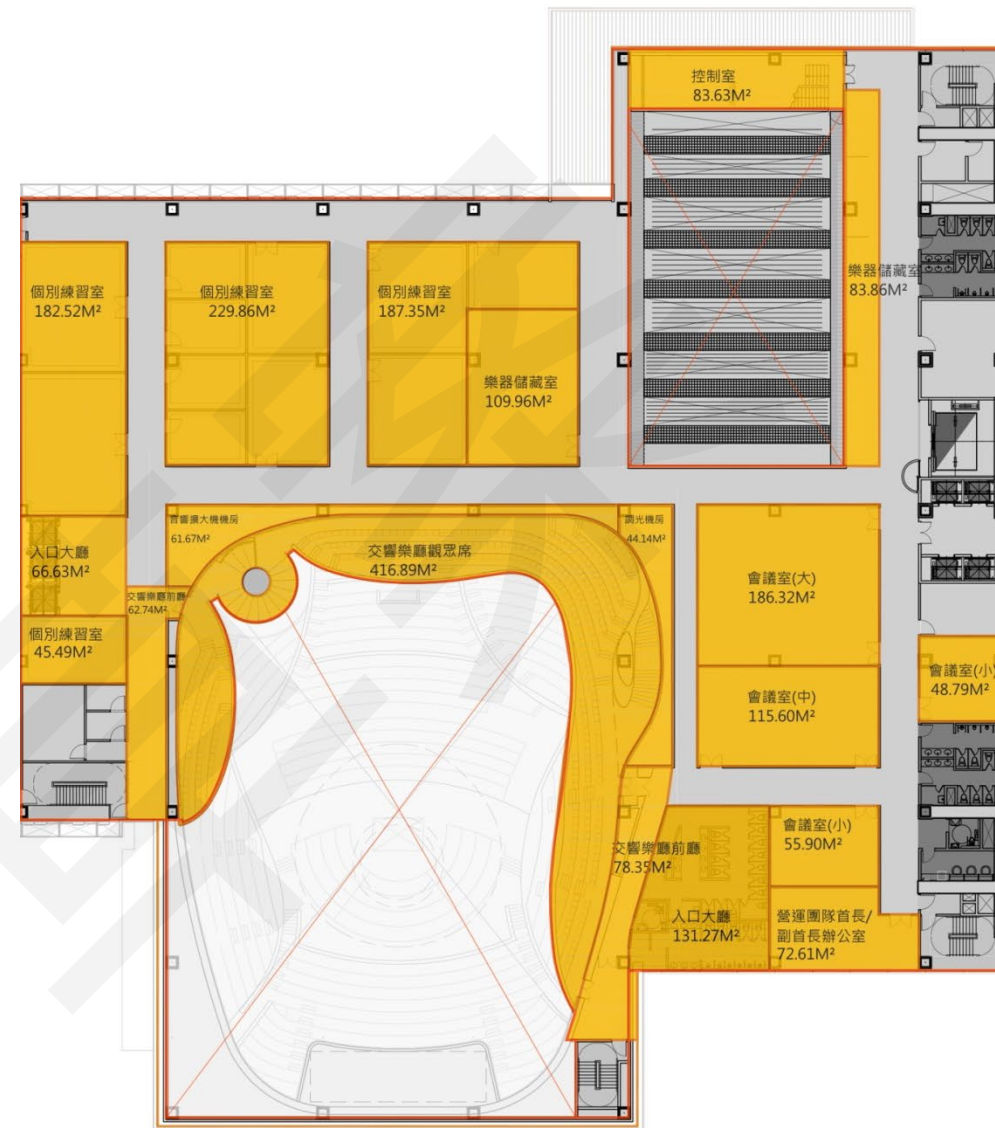 控制室
83.63M²
樂器儲藏室
83.86M²
個別練習室
182.52M²
個別練習室
229.86M²
個別練習室
187.35M²
樂器儲藏室
109.96M²
音響擴大機機房
61.67M²
交響樂廳觀眾席
416.89M²
調光機房
44.14M²
入口大廳
66.63M²
交響樂廳前廳
62.74M²
個別練習室
45.49M²
會議室(大)
186.32M²
會議室(小)
48.79M²
會議室(中)
115.60M²
會議室(小)
55.90M²
交響樂廳前廳
78.35M²
入口大廳
131.27M²
營運團隊首長/
副首長辦公室
72.61M²